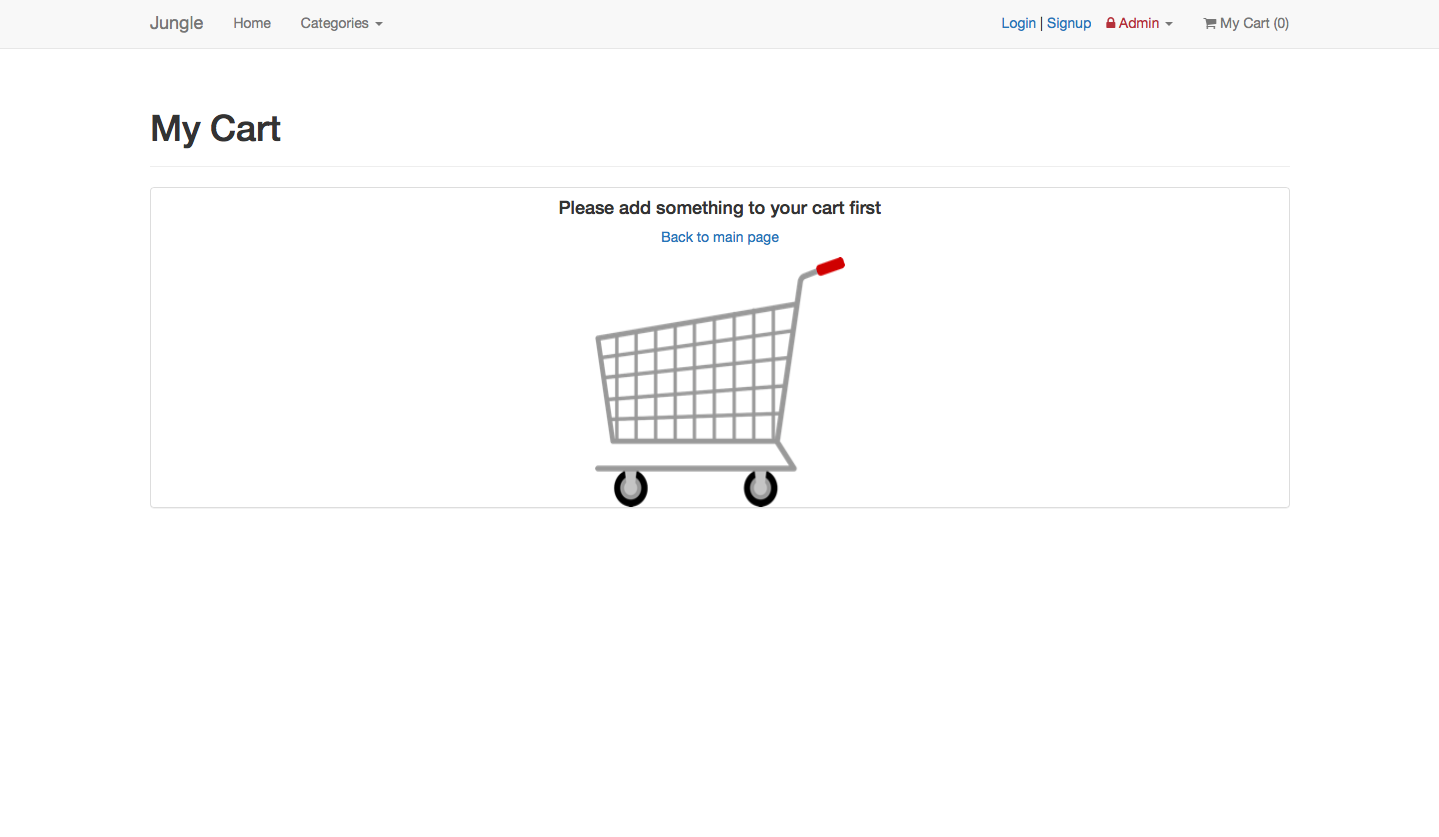 Jungle Home Categories Login | Signup Admin My Cart (0)
My Cart
Please add something to your cart first
Back to main page